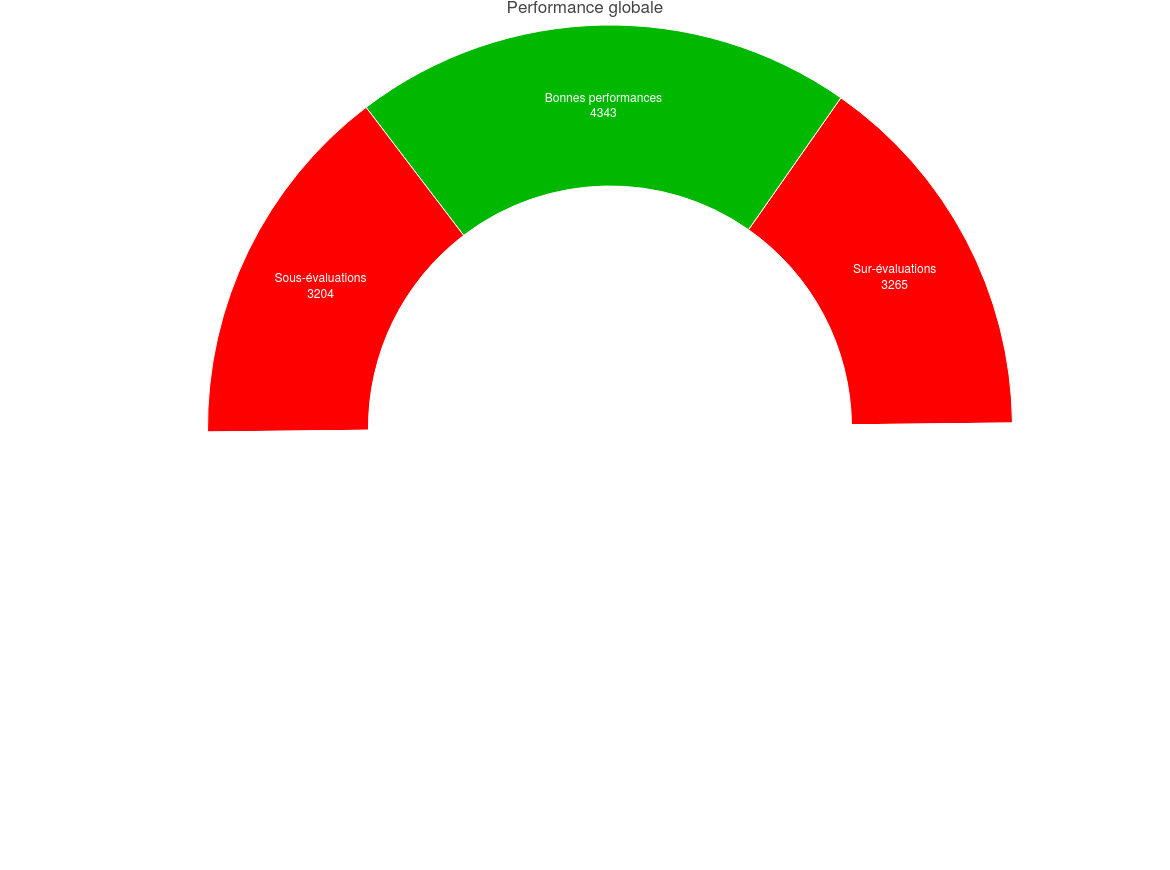 Performance globale
Bonnes performances
4343
Sous-évaluations
3204
Sur-évaluations
3265